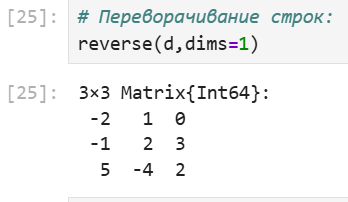 [25]: # Переворачивание строк:
reverse(d,dims=1)
[25]: 3×3 Matrix{Int64}:
-2 1 0
-1 2 3
5 -4 2